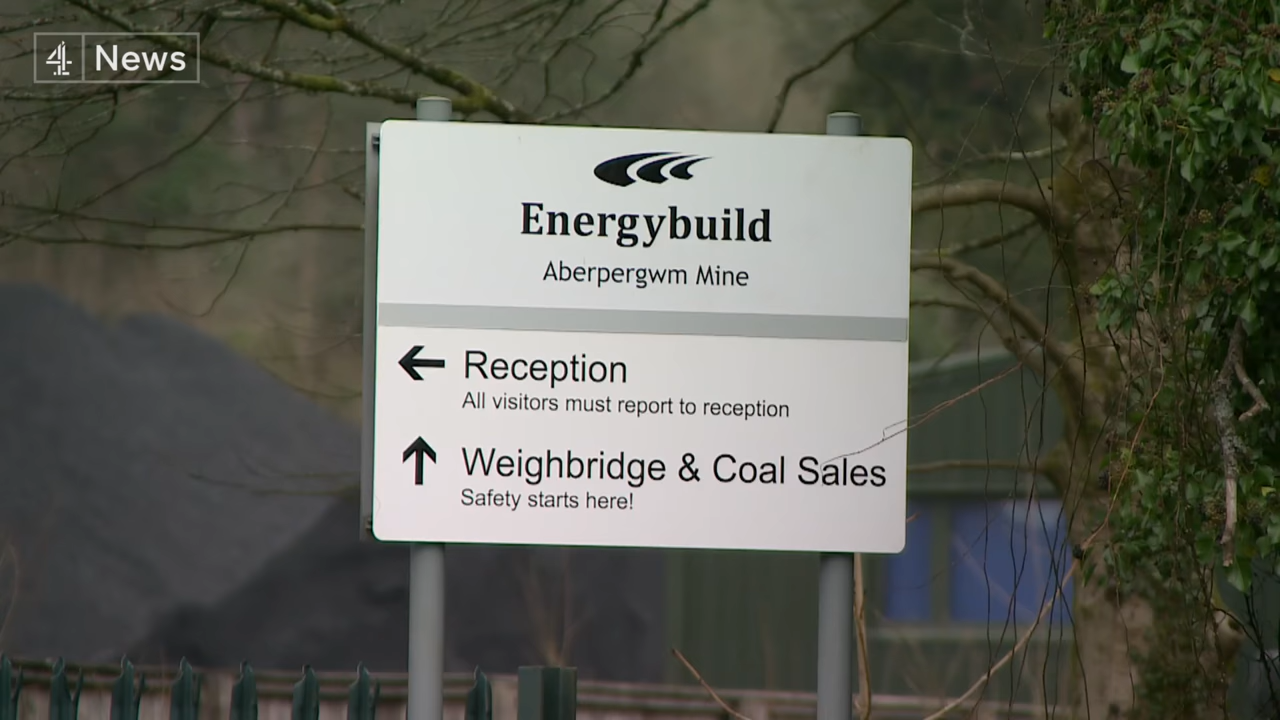 4 News
Energybuild
Aberpergwm Mine
Reception
All visitors must report to reception
Weighbridge & Coal Sales
Safety starts here!